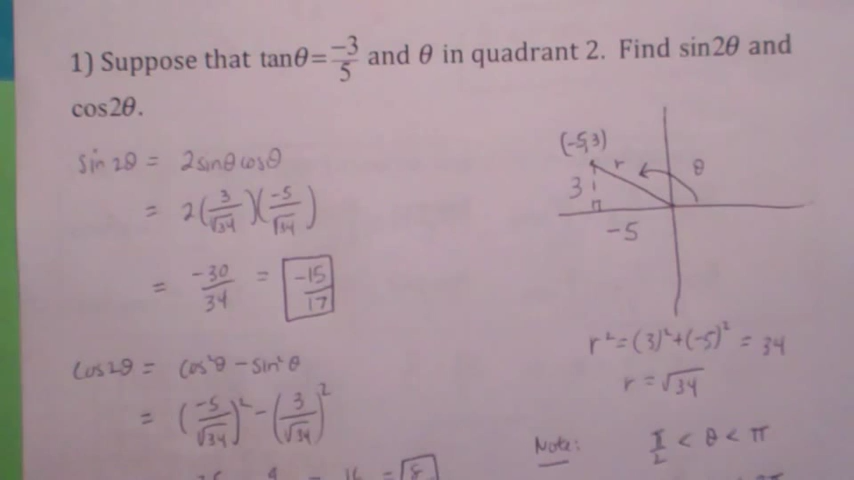 1) Suppose that tanθ=-3/5 and θ in quadrant 2. Find sin2θ and
cos2θ.
Sin 2θ = 2sinθcosθ
= 2(3/√34)(-5/√34)
= -30/34 = -15/17
(-5,3)
r
θ
3
-5
r²=(3)²+(-5)² = 34
r = √34
Cos2θ = Cos²θ - Sin²θ
= (-5/√34)² - (3/√34)²
Note: π/2 < θ < π